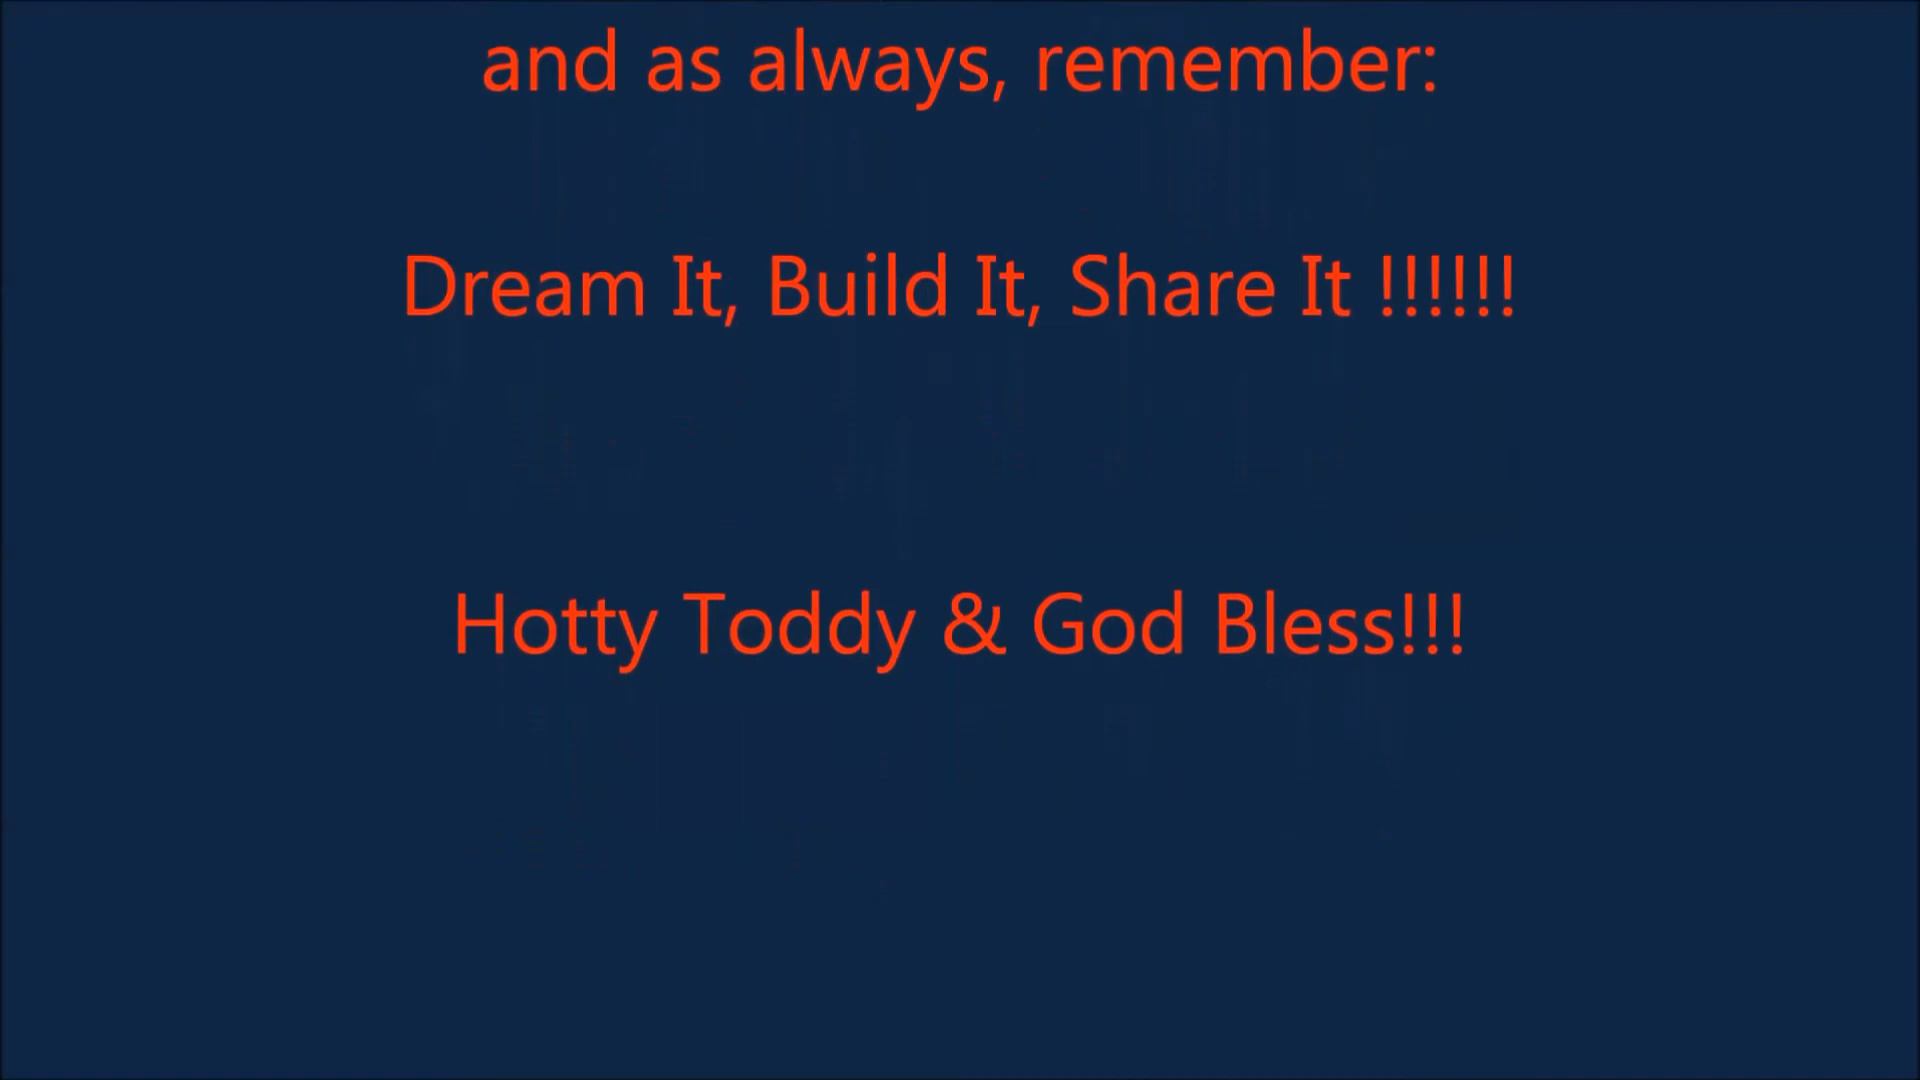 and as always, remember:
Dream It, Build It, Share It !!!!!!
Hotty Toddy & God Bless!!!